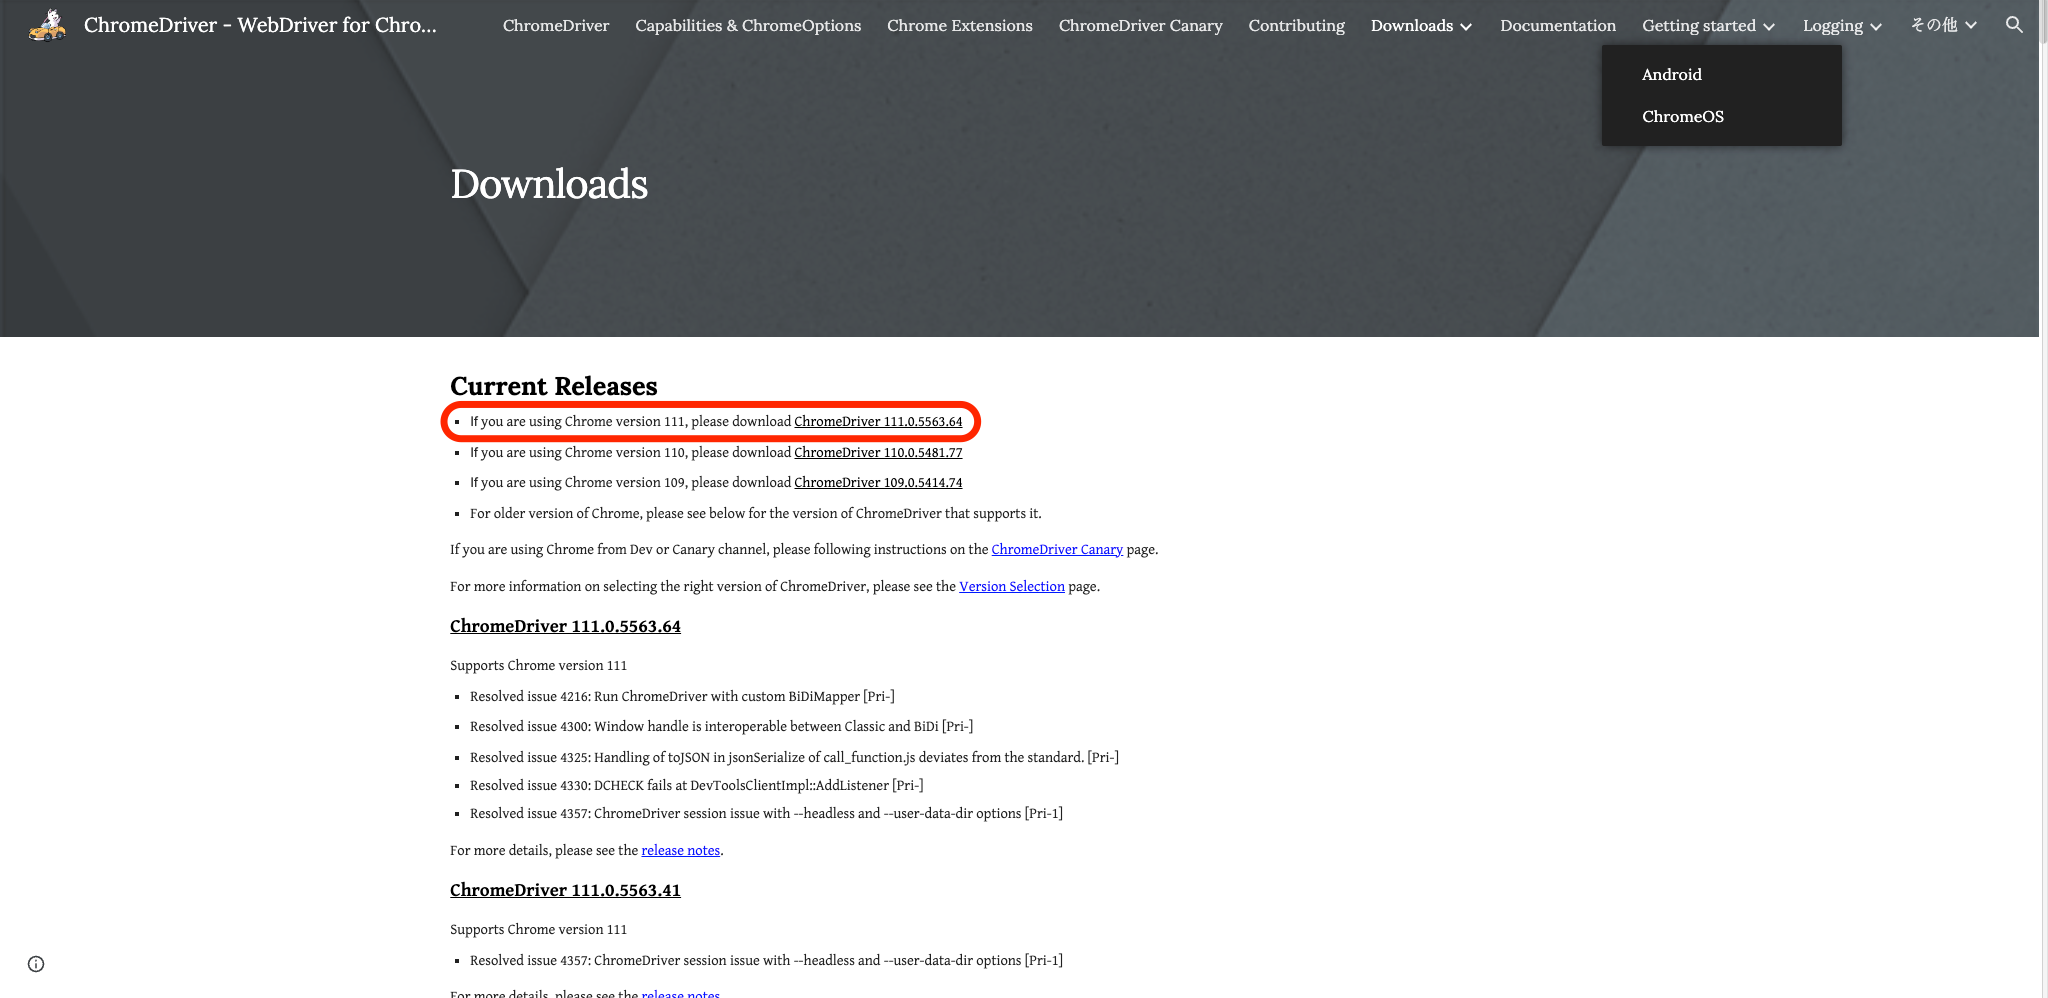 ChromeDriver - WebDriver for Chro...
ChromeDriver
Capabilities & ChromeOptions
Chrome Extensions
ChromeDriver Canary
Contributing
Downloads
Documentation
Getting started
Logging
その他
Android
ChromeOS
Downloads
Current Releases
If you are using Chrome version 111, please download ChromeDriver 111.0.5563.64
If you are using Chrome version 110, please download ChromeDriver 110.0.5481.77
If you are using Chrome version 109, please download ChromeDriver 109.0.5414.74
For older version of Chrome, please see below for the version of ChromeDriver that supports it.
If you are using Chrome from Dev or Canary channel, please following instructions on the ChromeDriver Canary page.
For more information on selecting the right version of ChromeDriver, please see the Version Selection page.
ChromeDriver 111.0.5563.64
Supports Chrome version 111
Resolved issue 4216: Run ChromeDriver with custom BiDiMapper [Pri-]
Resolved issue 4300: Window handle is interoperable between Classic and BiDi [Pri-]
Resolved issue 4325: Handling of toJSON in jsonSerialize of call_function.js deviates from the standard. [Pri-]
Resolved issue 4330: DCHECK fails at DevToolsClientImpl::AddListener [Pri-]
Resolved issue 4357: ChromeDriver session issue with --headless and --user-data-dir options [Pri-1]
For more details, please see the release notes.
ChromeDriver 111.0.5563.41
Supports Chrome version 111
Resolved issue 4357: ChromeDriver session issue with --headless and --user-data-dir options [Pri-1]
For more details, please see the release notes.